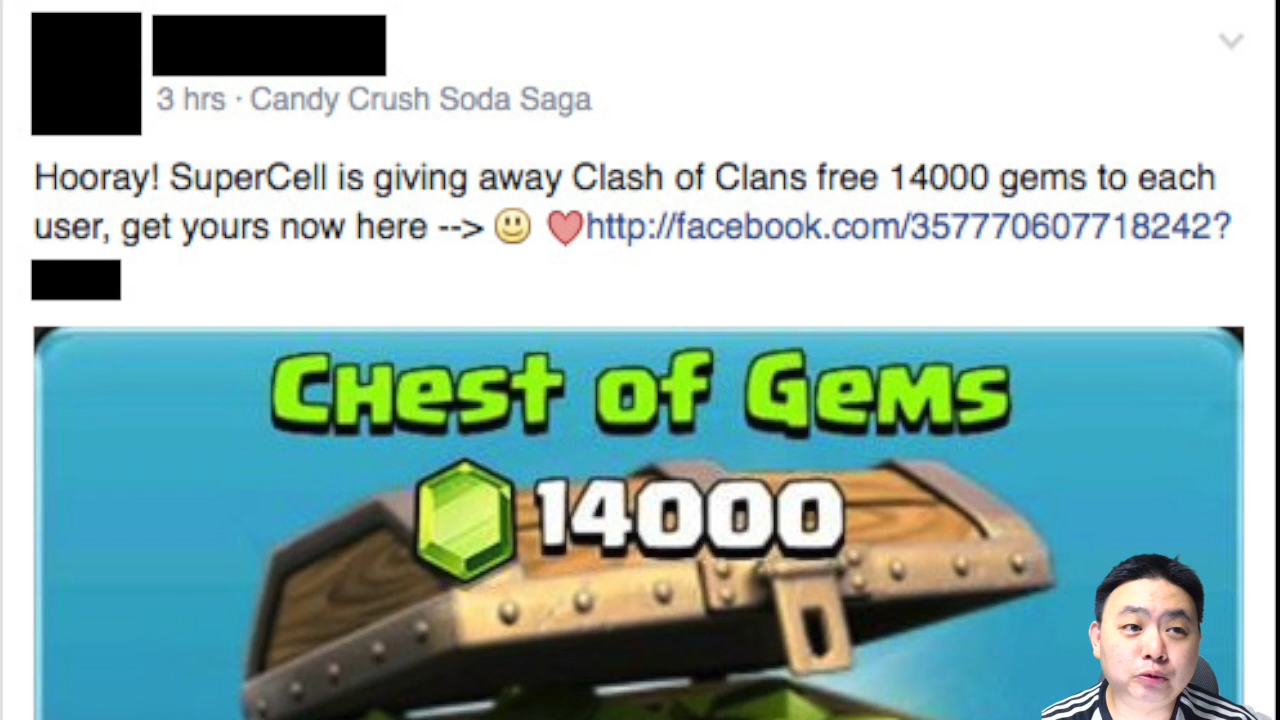 3 hrs · Candy Crush Soda Saga
Hooray! SuperCell is giving away Clash of Clans free 14000 gems to each
user, get yours now here --> 🙂 ❤http://facebook.com/357770607718242?
Chest of Gems
14000